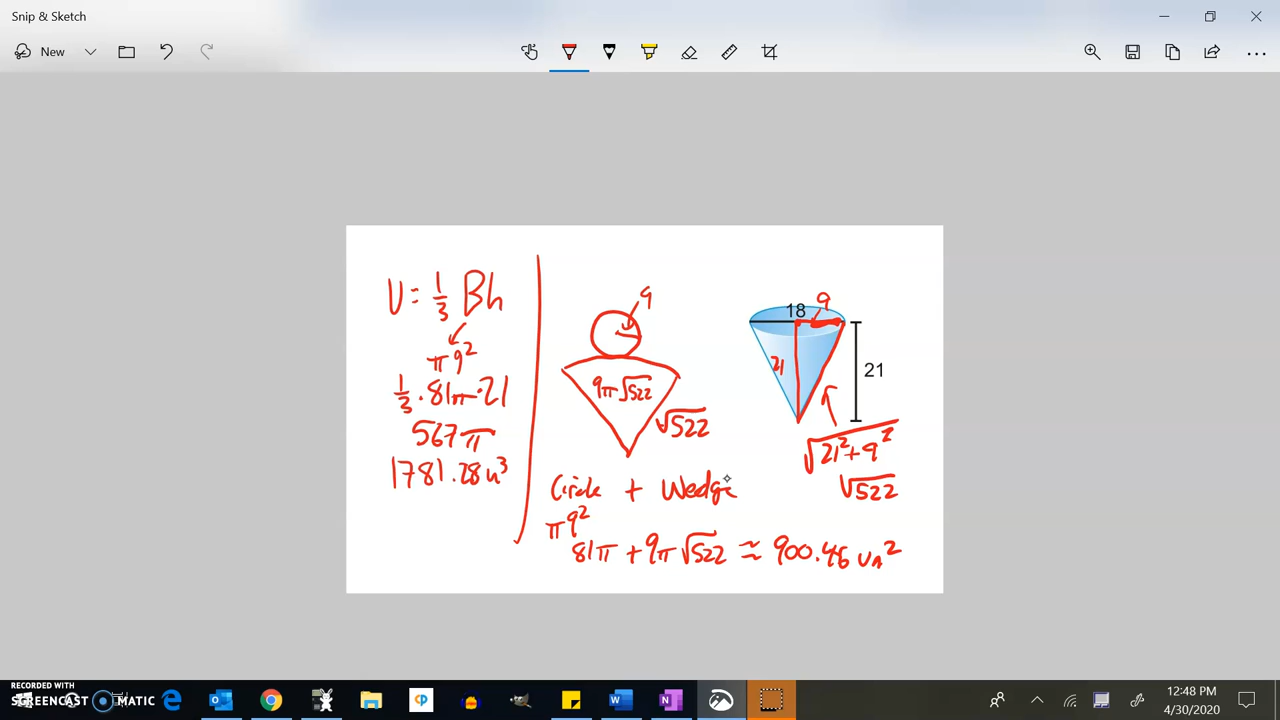 Snip & Sketch
New
V = 1/3 Bh
π9²
1/3 · 81π · 21
567π
1781.28 u³
9
9π√522
√522
Circle + Wedge
π9²
81π + 9π√522 ≈ 900.46 un²
18
9
21
21
√21² + 9²
√522
RECORDED WITH
SCREENCAST MATIC
12:48 PM
4/30/2020